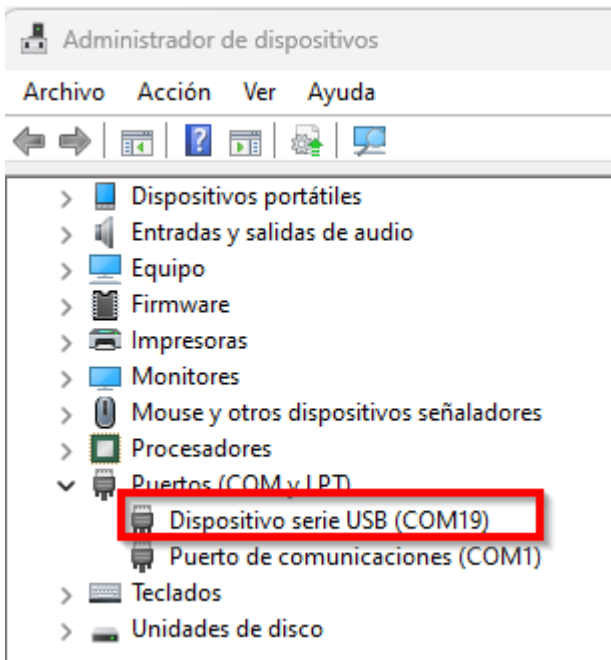 Administrador de dispositivos
Archivo Acción Ver Ayuda
Dispositivos portátiles
Entradas y salidas de audio
Equipo
Firmware
Impresoras
Monitores
Mouse y otros dispositivos señaladores
Procesadores
Puertos (COM y LPT)
Dispositivo serie USB (COM19)
Puerto de comunicaciones (COM1)
Teclados
Unidades de disco